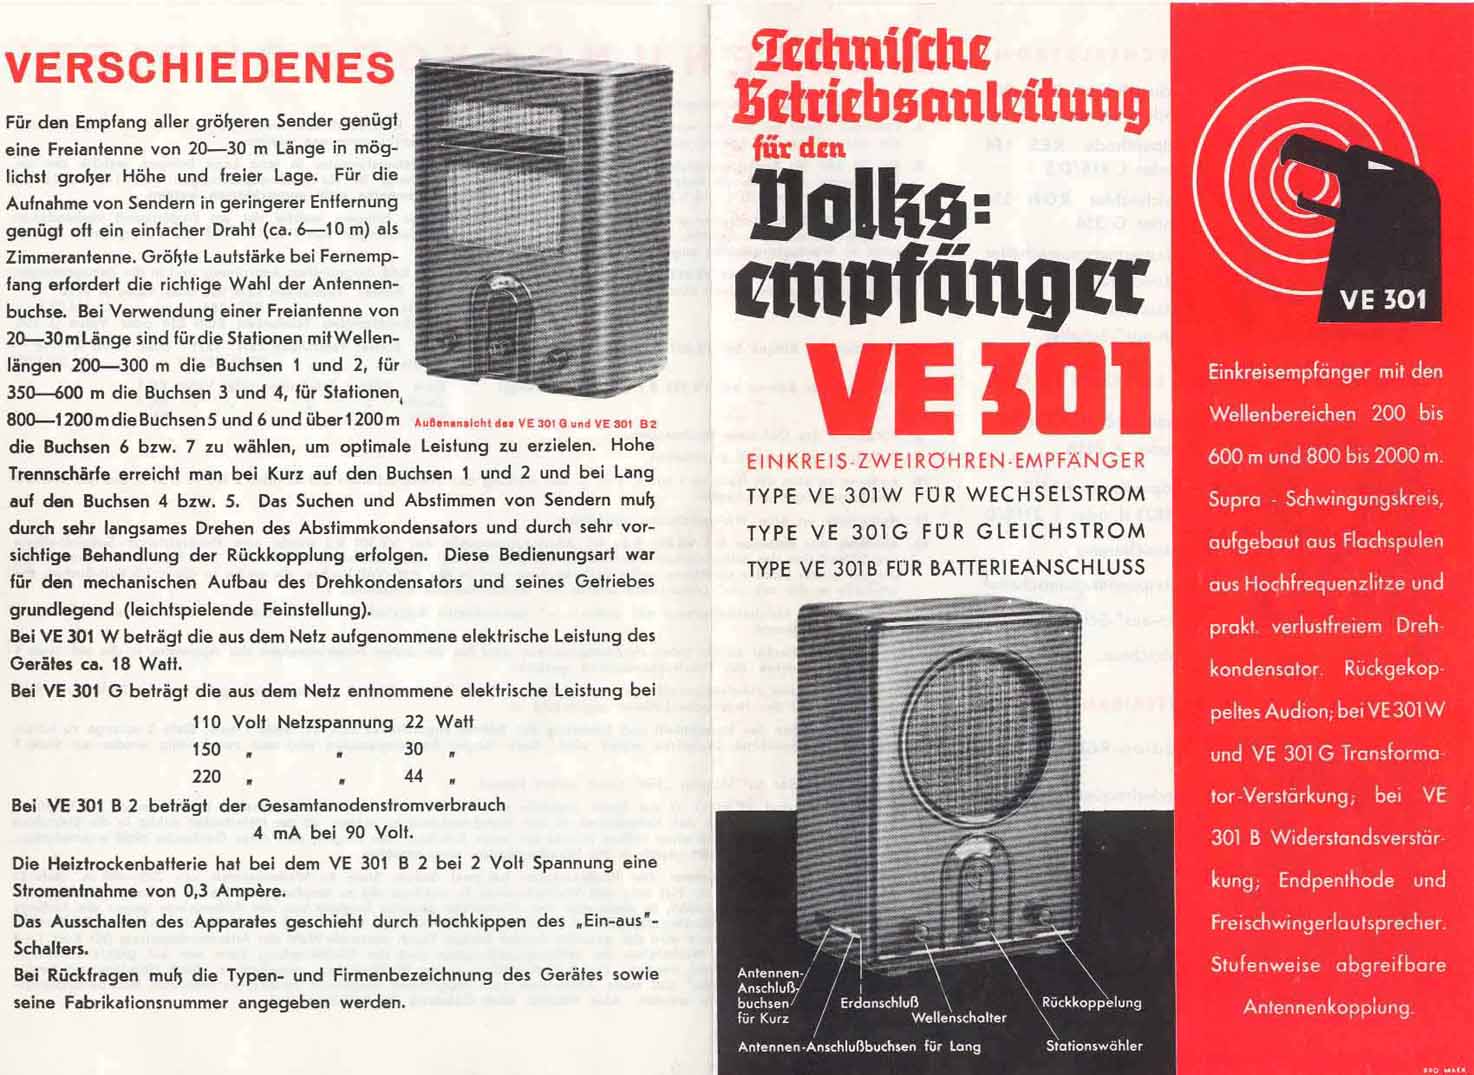 VERSCHIEDENES
Für den Empfang aller größeren Sender genügt
eine Freiantenne von 20—30 m Länge in mög-
lichst großer Höhe und freier Lage. Für die
Aufnahme von Sendern in geringerer Entfernung
genügt oft ein einfacher Draht (ca. 6—10 m) als
Zimmerantenne. Größte Lautstärke bei Fernemp-
fang erfordert die richtige Wahl der Antennen-
buchse. Bei Verwendung einer Freiantenne von
20—30 m Länge sind für die Stationen mit Wellen-
längen 200—300 m die Buchsen 1 und 2, für
350—600 m die Buchsen 3 und 4, für Stationen
800—1200 m die Buchsen 5 und 6 und über 1200 m
die Buchsen 6 bzw. 7 zu wählen, um optimale Leistung zu erzielen. Hohe
Trennschärfe erreicht man bei Kurz auf den Buchsen 1 und 2 und bei Lang
auf den Buchsen 4 bzw. 5. Das Suchen und Abstimmen von Sendern muß
durch sehr langsames Drehen des Abstimmkondensators und durch sehr vor-
sichtige Behandlung der Rückkopplung erfolgen. Diese Bedienungsart war
für den mechanischen Aufbau des Drehkondensators und seines Getriebes
grundlegend (leichtspielende Feinstellung).
Bei VE 301 W beträgt die aus dem Netz aufgenommene elektrische Leistung des
Gerätes ca. 18 Watt.
Bei VE 301 G beträgt die aus dem Netz entnommene elektrische Leistung bei
110 Volt Netzspannung 22 Watt
150 „ „ 30 „
220 „ „ 44 „
Bei VE 301 B 2 beträgt der Gesamtanodenstromverbrauch
4 mA bei 90 Volt.
Die Heiztrockenbatterie hat bei dem VE 301 B 2 bei 2 Volt Spannung eine
Stromentnahme von 0,3 Ampère.
Das Ausschalten des Apparates geschieht durch Hochkippen des „Ein-aus"-
Schalters.
Bei Rückfragen muß die Typen- und Firmenbezeichnung des Gerätes sowie
seine Fabrikationsnummer angegeben werden.
Außenansicht des VE 301 G und VE 301 B2
Technische
Betriebsanleitung
für den
Volks=
empfänger
VE 301
EINKREIS-ZWEIRÖHREN-EMPFÄNGER
TYPE VE 301W FÜR WECHSELSTROM
TYPE VE 301G FÜR GLEICHSTROM
TYPE VE 301B FÜR BATTERIEANSCHLUSS
Antennen-
Anschluß-
buchsen
für Kurz
Erdanschluß
Wellenschalter
Rückkoppelung
Antennen-Anschlußbuchsen für Lang
Stationswähler
VE 301
Einkreisempfänger mit den
Wellenbereichen 200 bis
600 m und 800 bis 2000 m.
Supra - Schwingungskreis,
aufgebaut aus Flachspulen
aus Hochfrequenzlitze und
prakt. verlustfreiem Dreh-
kondensator. Rückgekop-
peltes Audion; bei VE 301 W
und VE 301 G Transforma-
tor-Verstärkung; bei VE
301 B Widerstandsverstär-
kung; Endpenthode und
Freischwingerlautsprecher.
Stufenweise abgreifbare
Antennenkopplung.